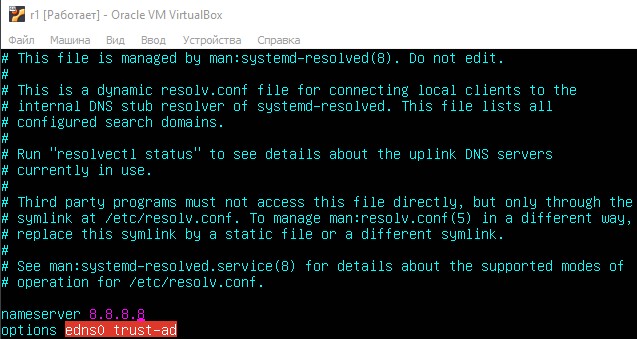 r1 [Работает] - Oracle VM VirtualBox
Файл Машина Вид Ввод Устройства Справка
# This file is managed by man:systemd-resolved(8). Do not edit.
#
# This is a dynamic resolv.conf file for connecting local clients to the
# internal DNS stub resolver of systemd-resolved. This file lists all
# configured search domains.
#
# Run "resolvectl status" to see details about the uplink DNS servers
# currently in use.
#
# Third party programs must not access this file directly, but only through the
# symlink at /etc/resolv.conf. To manage man:resolv.conf(5) in a different way,
# replace this symlink by a static file or a different symlink.
#
# See man:systemd-resolved.service(8) for details about the supported modes of
# operation for /etc/resolv.conf.
nameserver 8.8.8.8
options edns0 trust-ad